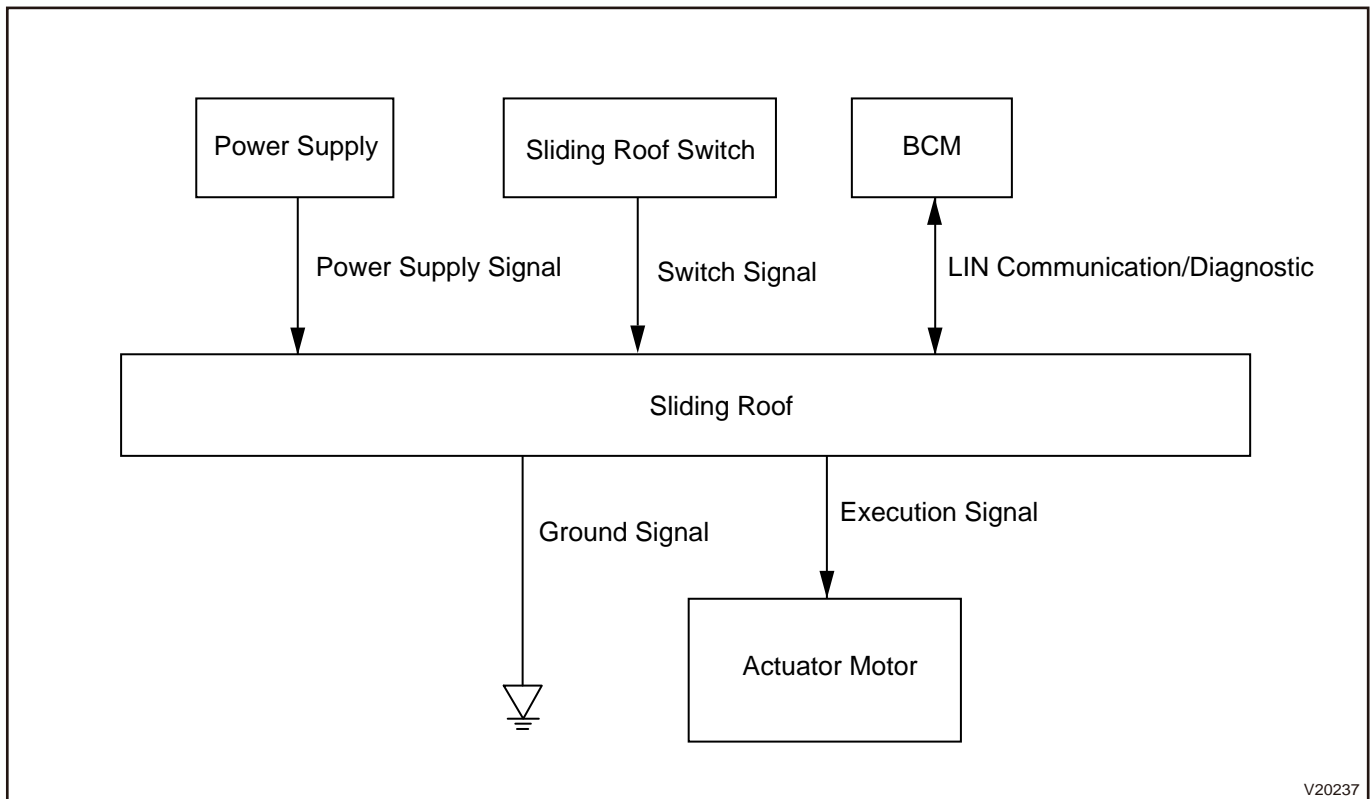 Power Supply
Sliding Roof Switch
BCM
Power Supply Signal
Switch Signal
LIN Communication/Diagnostic
Sliding Roof
Ground Signal
Execution Signal
Actuator Motor
V20237